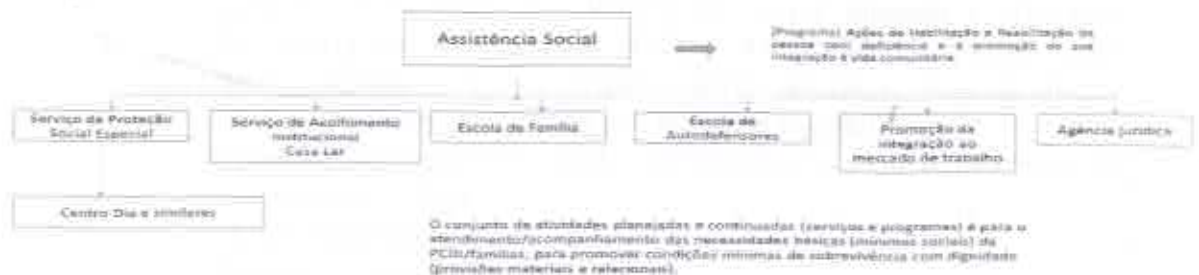 Assistência Social
(Programa) Ações de Habilitação e Reabilitação da
pessoa com deficiência e à promoção de sua
integração à vida comunitária
Serviço de Proteção
Social Especial
Serviço de Acolhimento
Institucional
Casa Lar
Escola de Família
Escola de
Autodefensores
Promoção da
integração ao
mercado de trabalho
Agência Jurídica
Centro Dia e similares
O conjunto de atividades planejadas e continuadas (serviços e programas) é para o
atendimento/acompanhamento das necessidades básicas (mínimos sociais) da
famílias, para promover condições mínimas de sobrevivência com dignidade
(provisões materiais e relacionais).